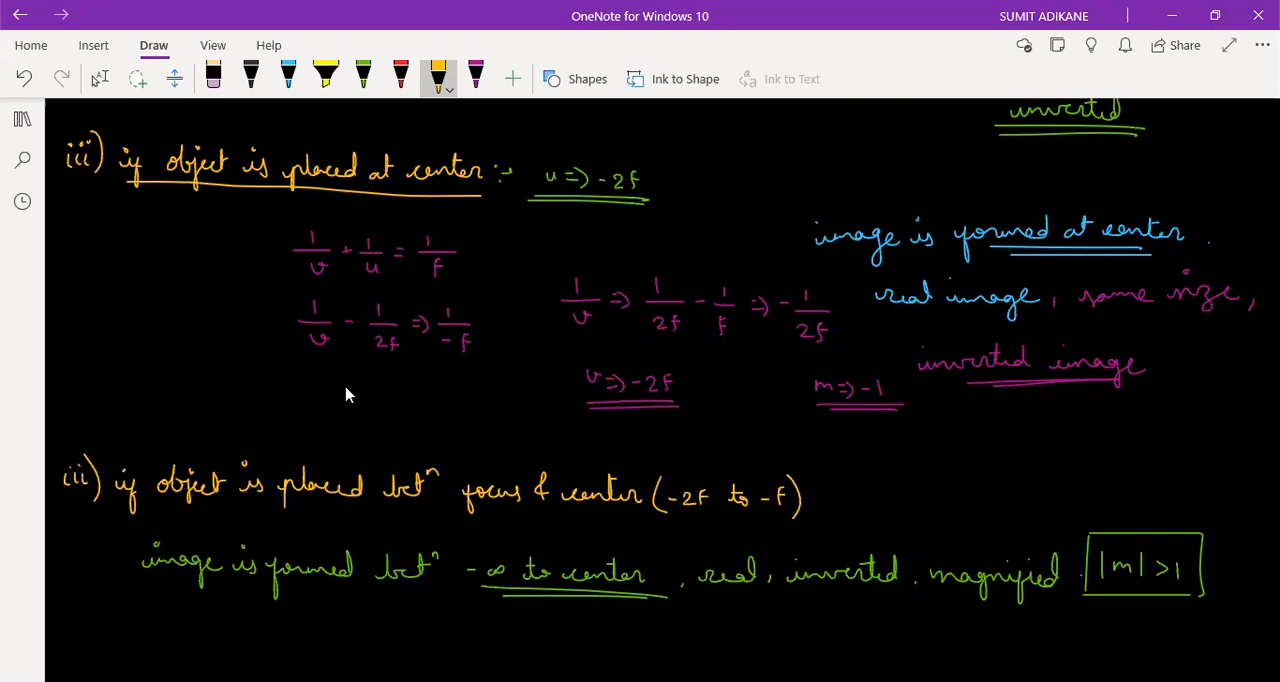 OneNote for Windows 10
SUMIT ADIKANE
Home Insert Draw View Help
Share
Shapes Ink to Shape Ink to Text
inverted
iii) if object is placed at center :- u => -2f
1/v + 1/u = 1/f
1/v - 1/2f => 1/-f
1/v => 1/2f - 1/f => -1/2f
v => -2f
m => -1
image is formed at center.
real image, same size,
inverted image
iii) if object is placed betⁿ focus & center (-2F to -F)
image is formed betⁿ -∞ to center, real, inverted. magnified. |m| >1